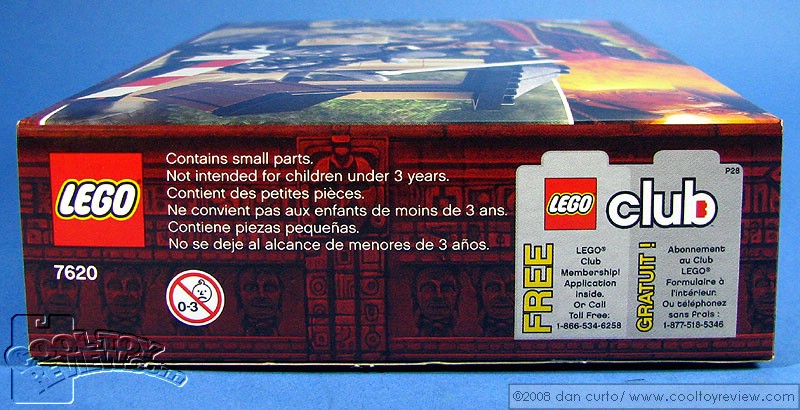 LEGO
7620
Contains small parts.
Not intended for children under 3 years.
Contient des petites pièces.
Ne convient pas aux enfants de moins de 3 ans.
Contiene piezas pequeñas.
No se deje al alcance de menores de 3 años.
0-3
P28
LEGO club
FREE
LEGO®
Club
Membership!
Application
inside.
Or Call
Toll Free:
1-866-534-6258
GRATUIT !
Abonnement
au Club
LEGO®
Formulaire à
l'intérieur.
Ou téléphonez
sans Frais :
1-877-518-5346
COOLTOY
REVIEW.com
©2008 dan curto/ www.cooltoyreview.com